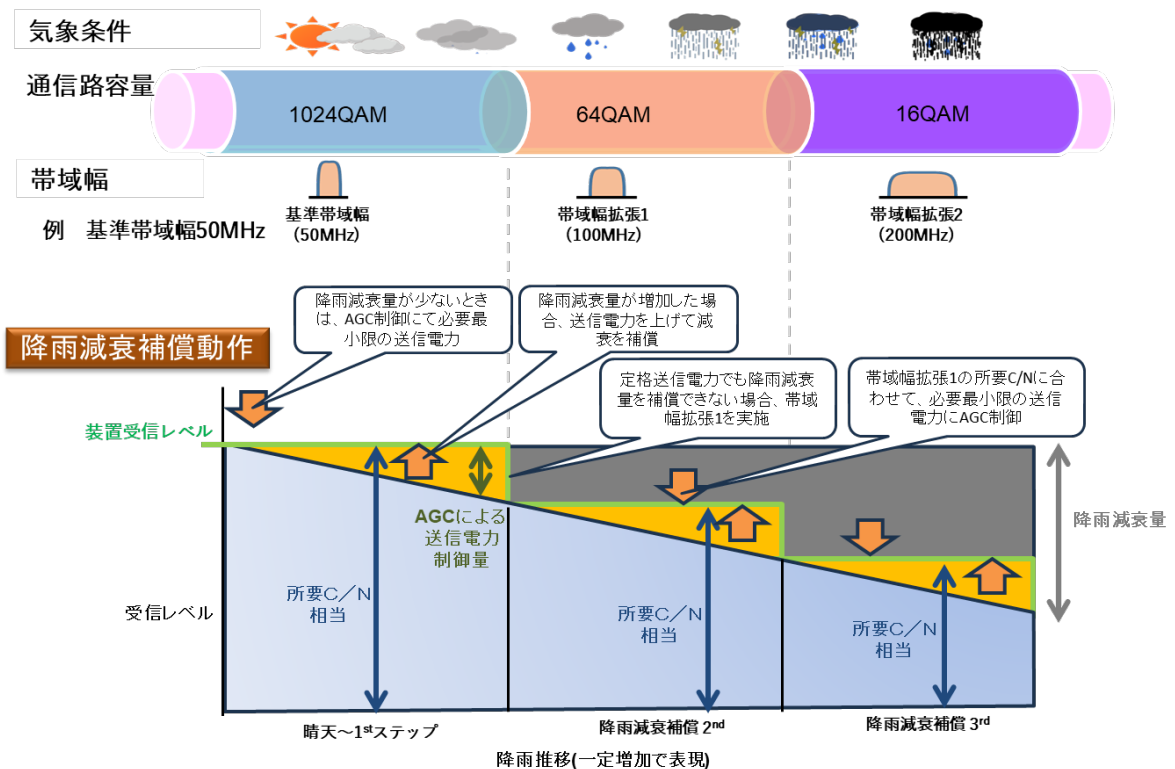 気象条件
通信路容量
1024QAM
64QAM
16QAM
帯域幅
例　基準帯域幅50MHz
基準帯域幅
（50MHz）
帯域幅拡張1
（100MHz）
帯域幅拡張2
（200MHz）
降雨減衰量が少ないとき
は、AGC制御にて必要最
小限の送信電力
降雨減衰量が増加した場
合、送信電力を上げて減
衰を補償
定格送信電力でも降雨減衰
量を補償できない場合、帯域
幅拡張1を実施
帯域幅拡張1の所要C/Nに合
わせて、必要最小限の送信
電力にAGC制御
降雨減衰補償動作
装置受信レベル
AGCによる
送信電力
制御量
降雨減衰量
受信レベル
所要C／N
相当
所要C／N
相当
所要C／N
相当
晴天～1stステップ
降雨減衰補償 2nd
降雨減衰補償 3rd
降雨推移(一定増加で表現)